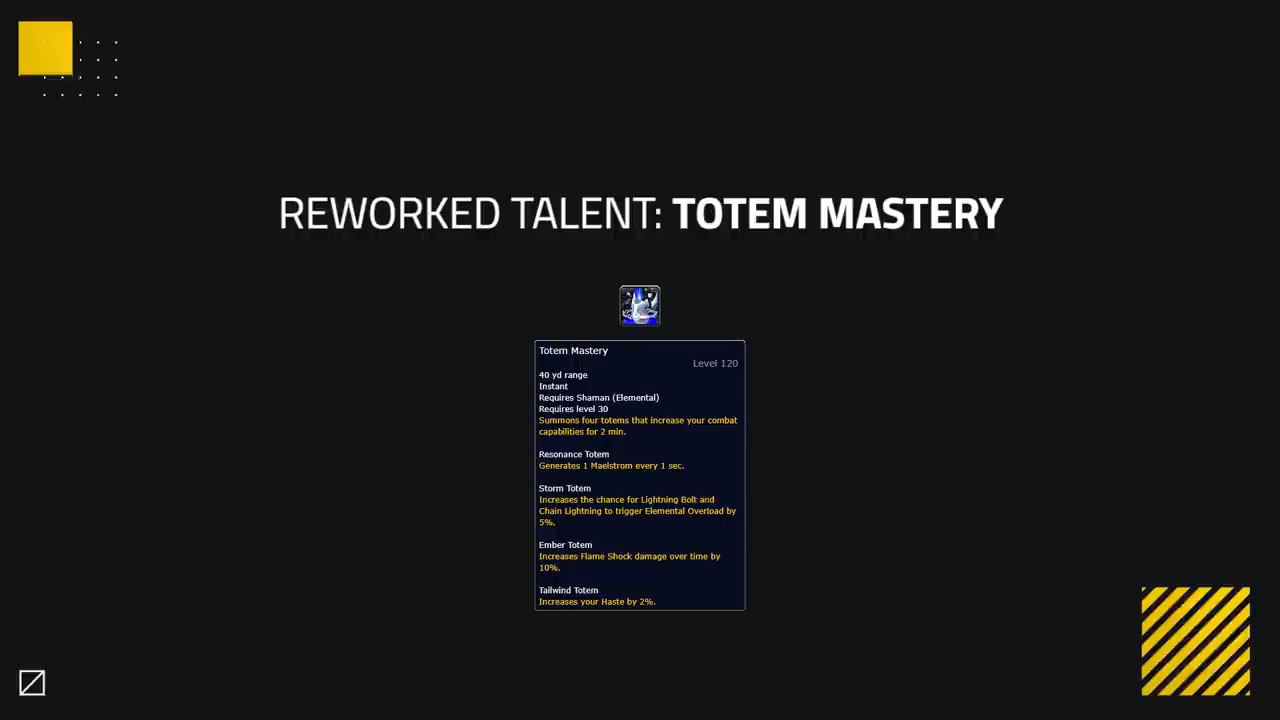 REWORKED TALENT: TOTEM MASTERY
Totem Mastery
Level 120
40 yd range
Instant
Requires Shaman (Elemental)
Requires level 30
Summons four totems that increase your combat
capabilities for 2 min.
Resonance Totem
Generates 1 Maelstrom every 1 sec.
Storm Totem
Increases the chance for Lightning Bolt and
Chain Lightning to trigger Elemental Overload by
5%.
Ember Totem
Increases Flame Shock damage over time by
10%.
Tailwind Totem
Increases your Haste by 2%.